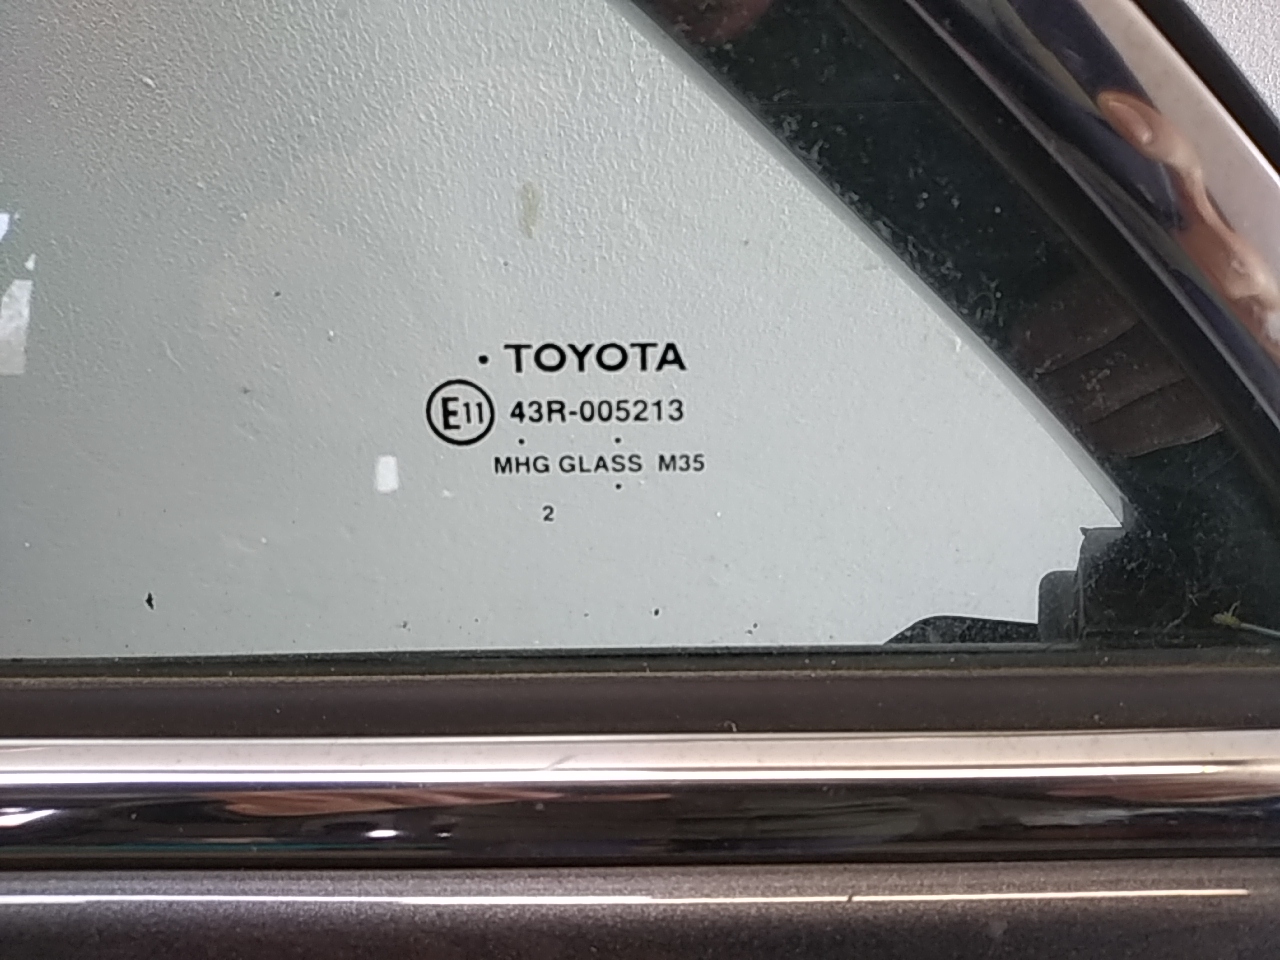 TOYOTA
E11 43R-005213
MHG GLASS M35
2